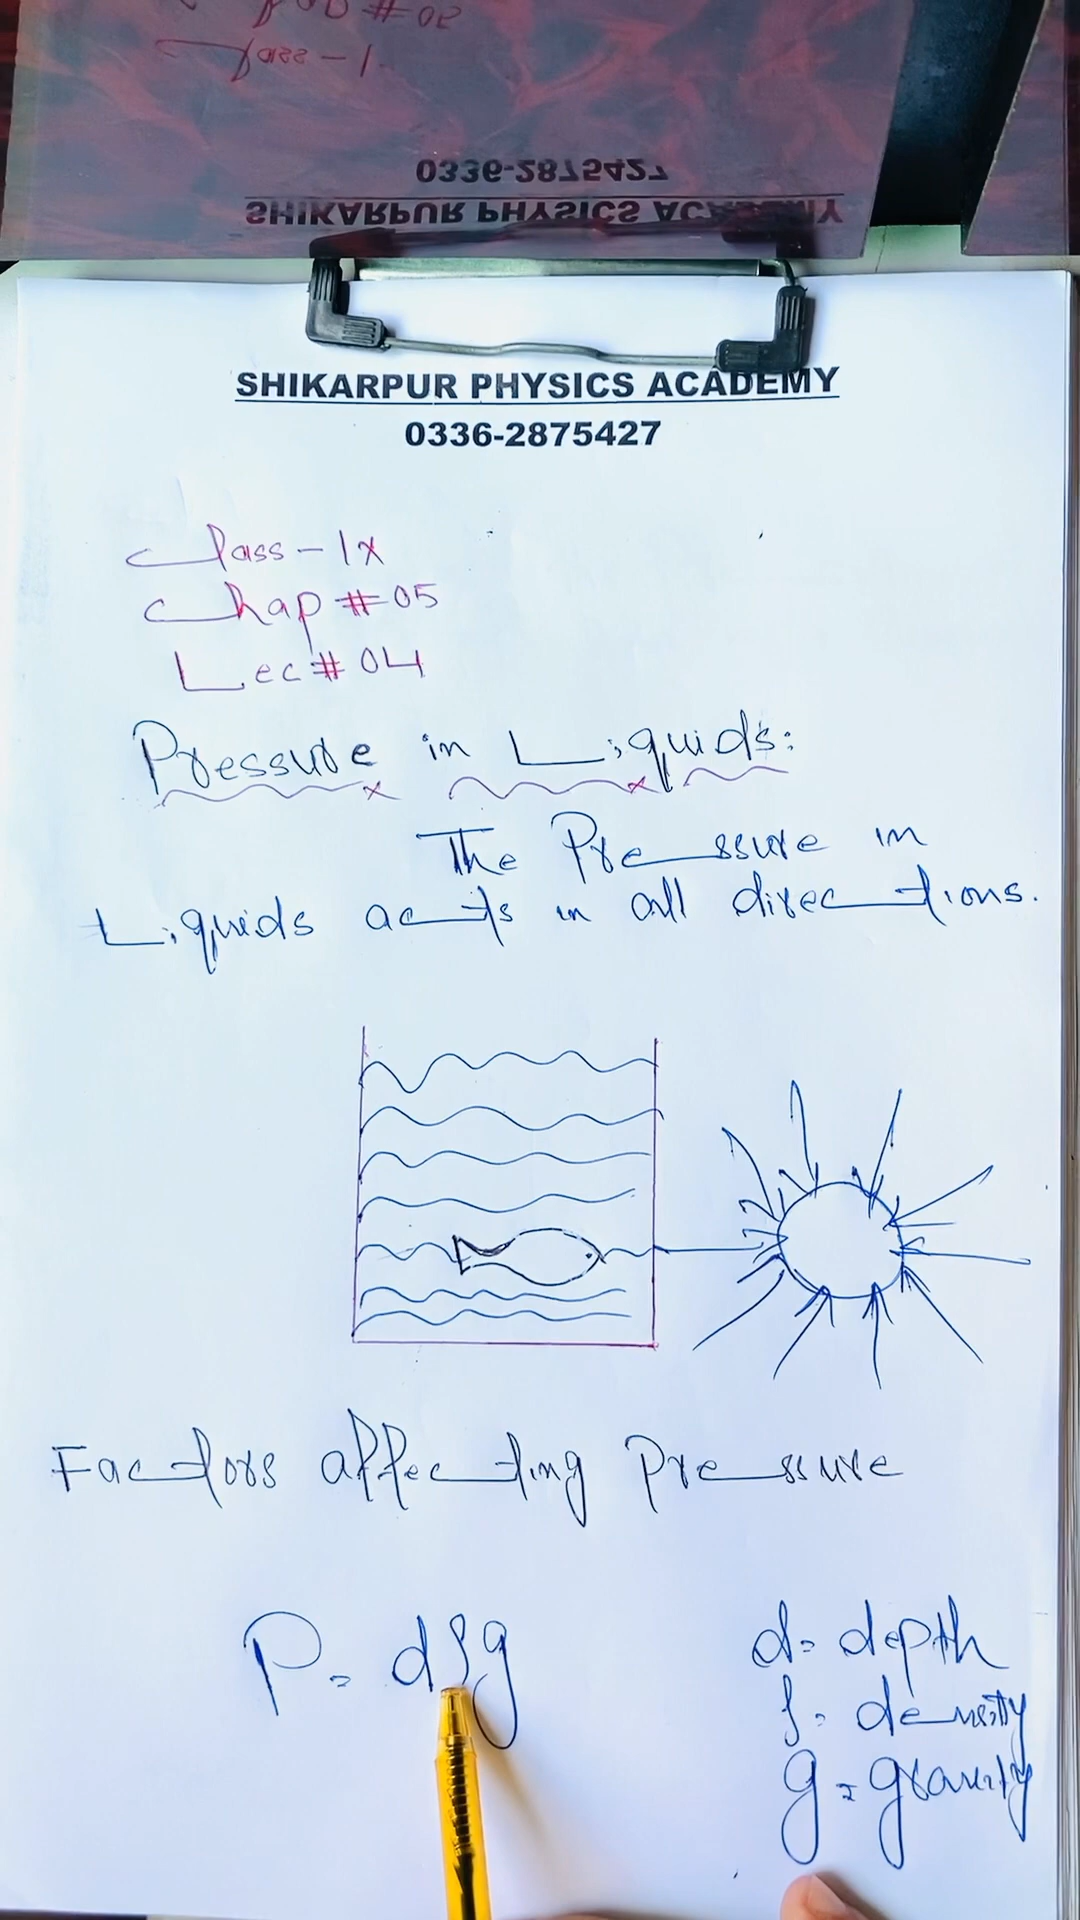 SHIKARPUR PHYSICS ACADEMY
0336-2875427
Class-IX
Chap #05
Lec # 04
Pressure in Liquids:
The Pressure in
Liquids acts in all directions.
Factors affecting Pressure
P = dρg
d = depth
ρ = density
g = gravity